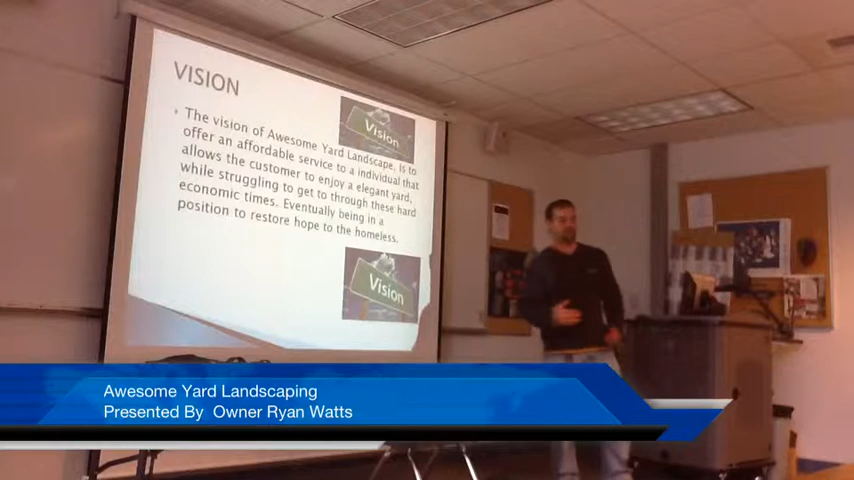 VISION
The vision of Awesome Yard Landscape, is to
offer an affordable service to a individual that
allows the customer to enjoy a elegant yard,
while struggling to get to through these hard
economic times. Eventually being in a
position to restore hope to the homeless.
Vision
Vision
Awesome Yard Landscaping
Presented By Owner Ryan Watts